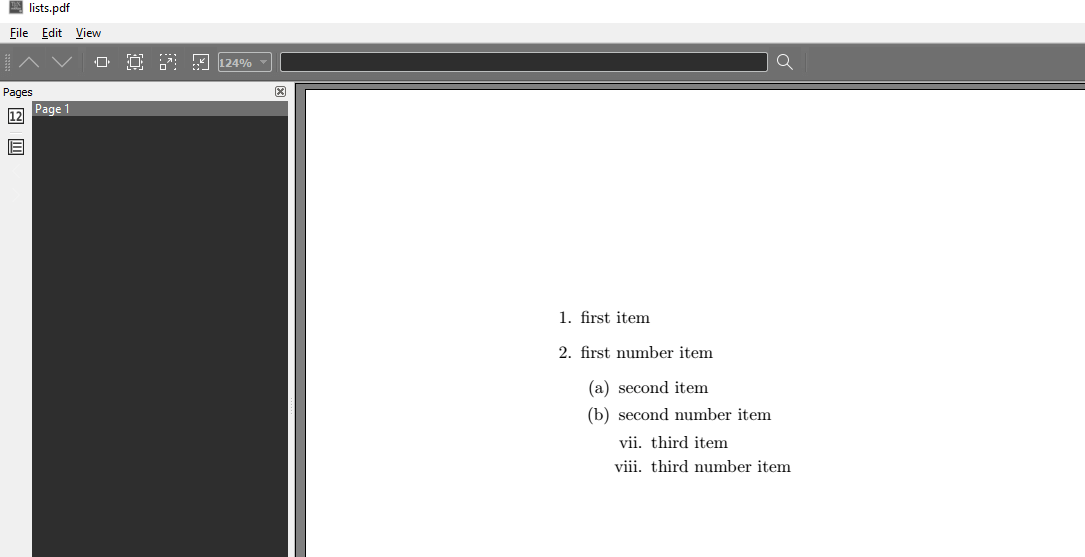 lists.pdf
File Edit View
124%
Pages
12
Page 1
1. first item
2. first number item
(a) second item
(b) second number item
vii. third item
viii. third number item